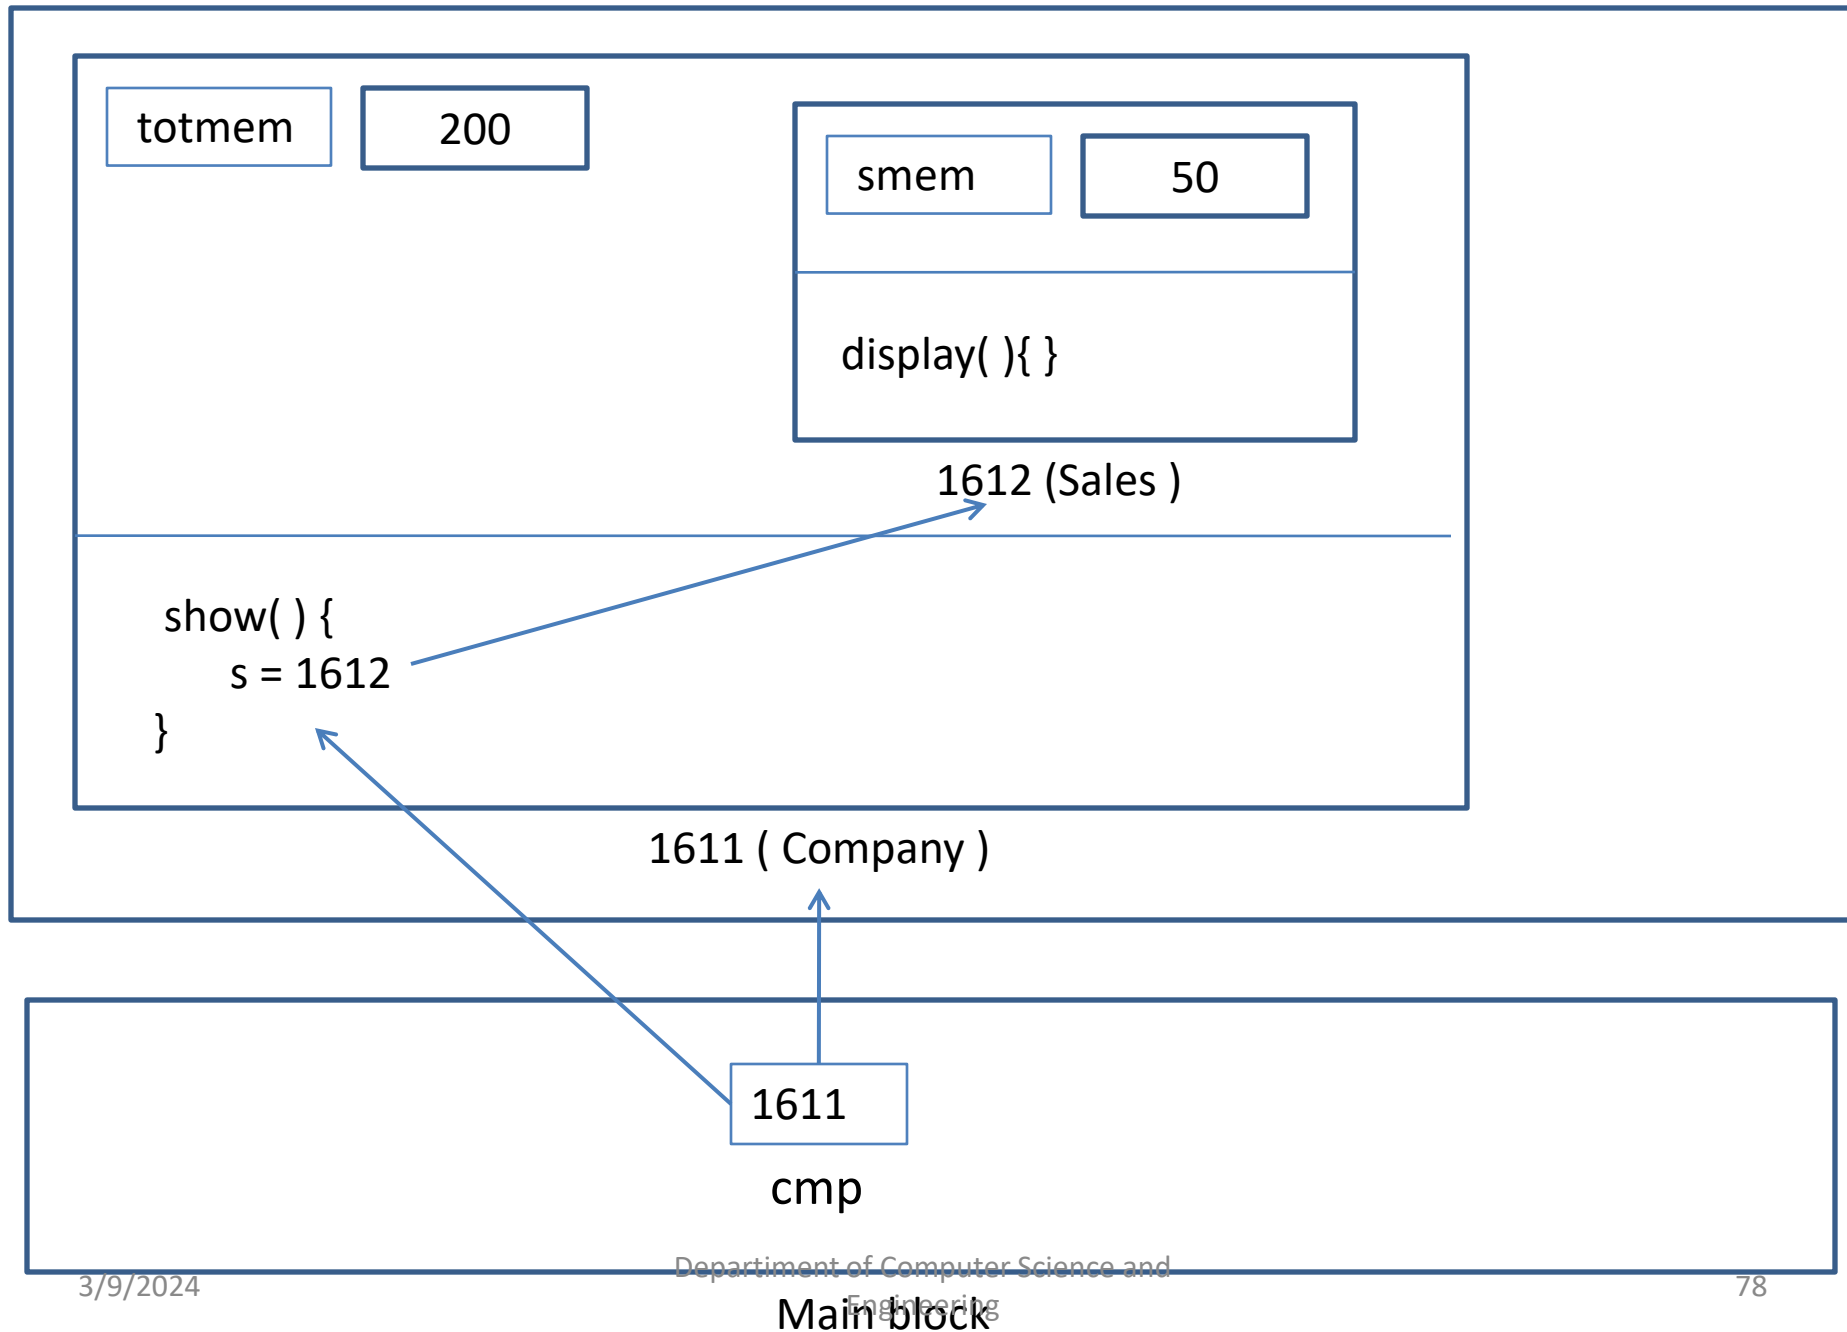 totmem
200
smem
50
display( ){ }
1612 (Sales )
show( ) {
s = 1612
}
1611 ( Company )
1611
cmp
3/9/2024
Departiment of Computer Science and
Engineering
78
Main block